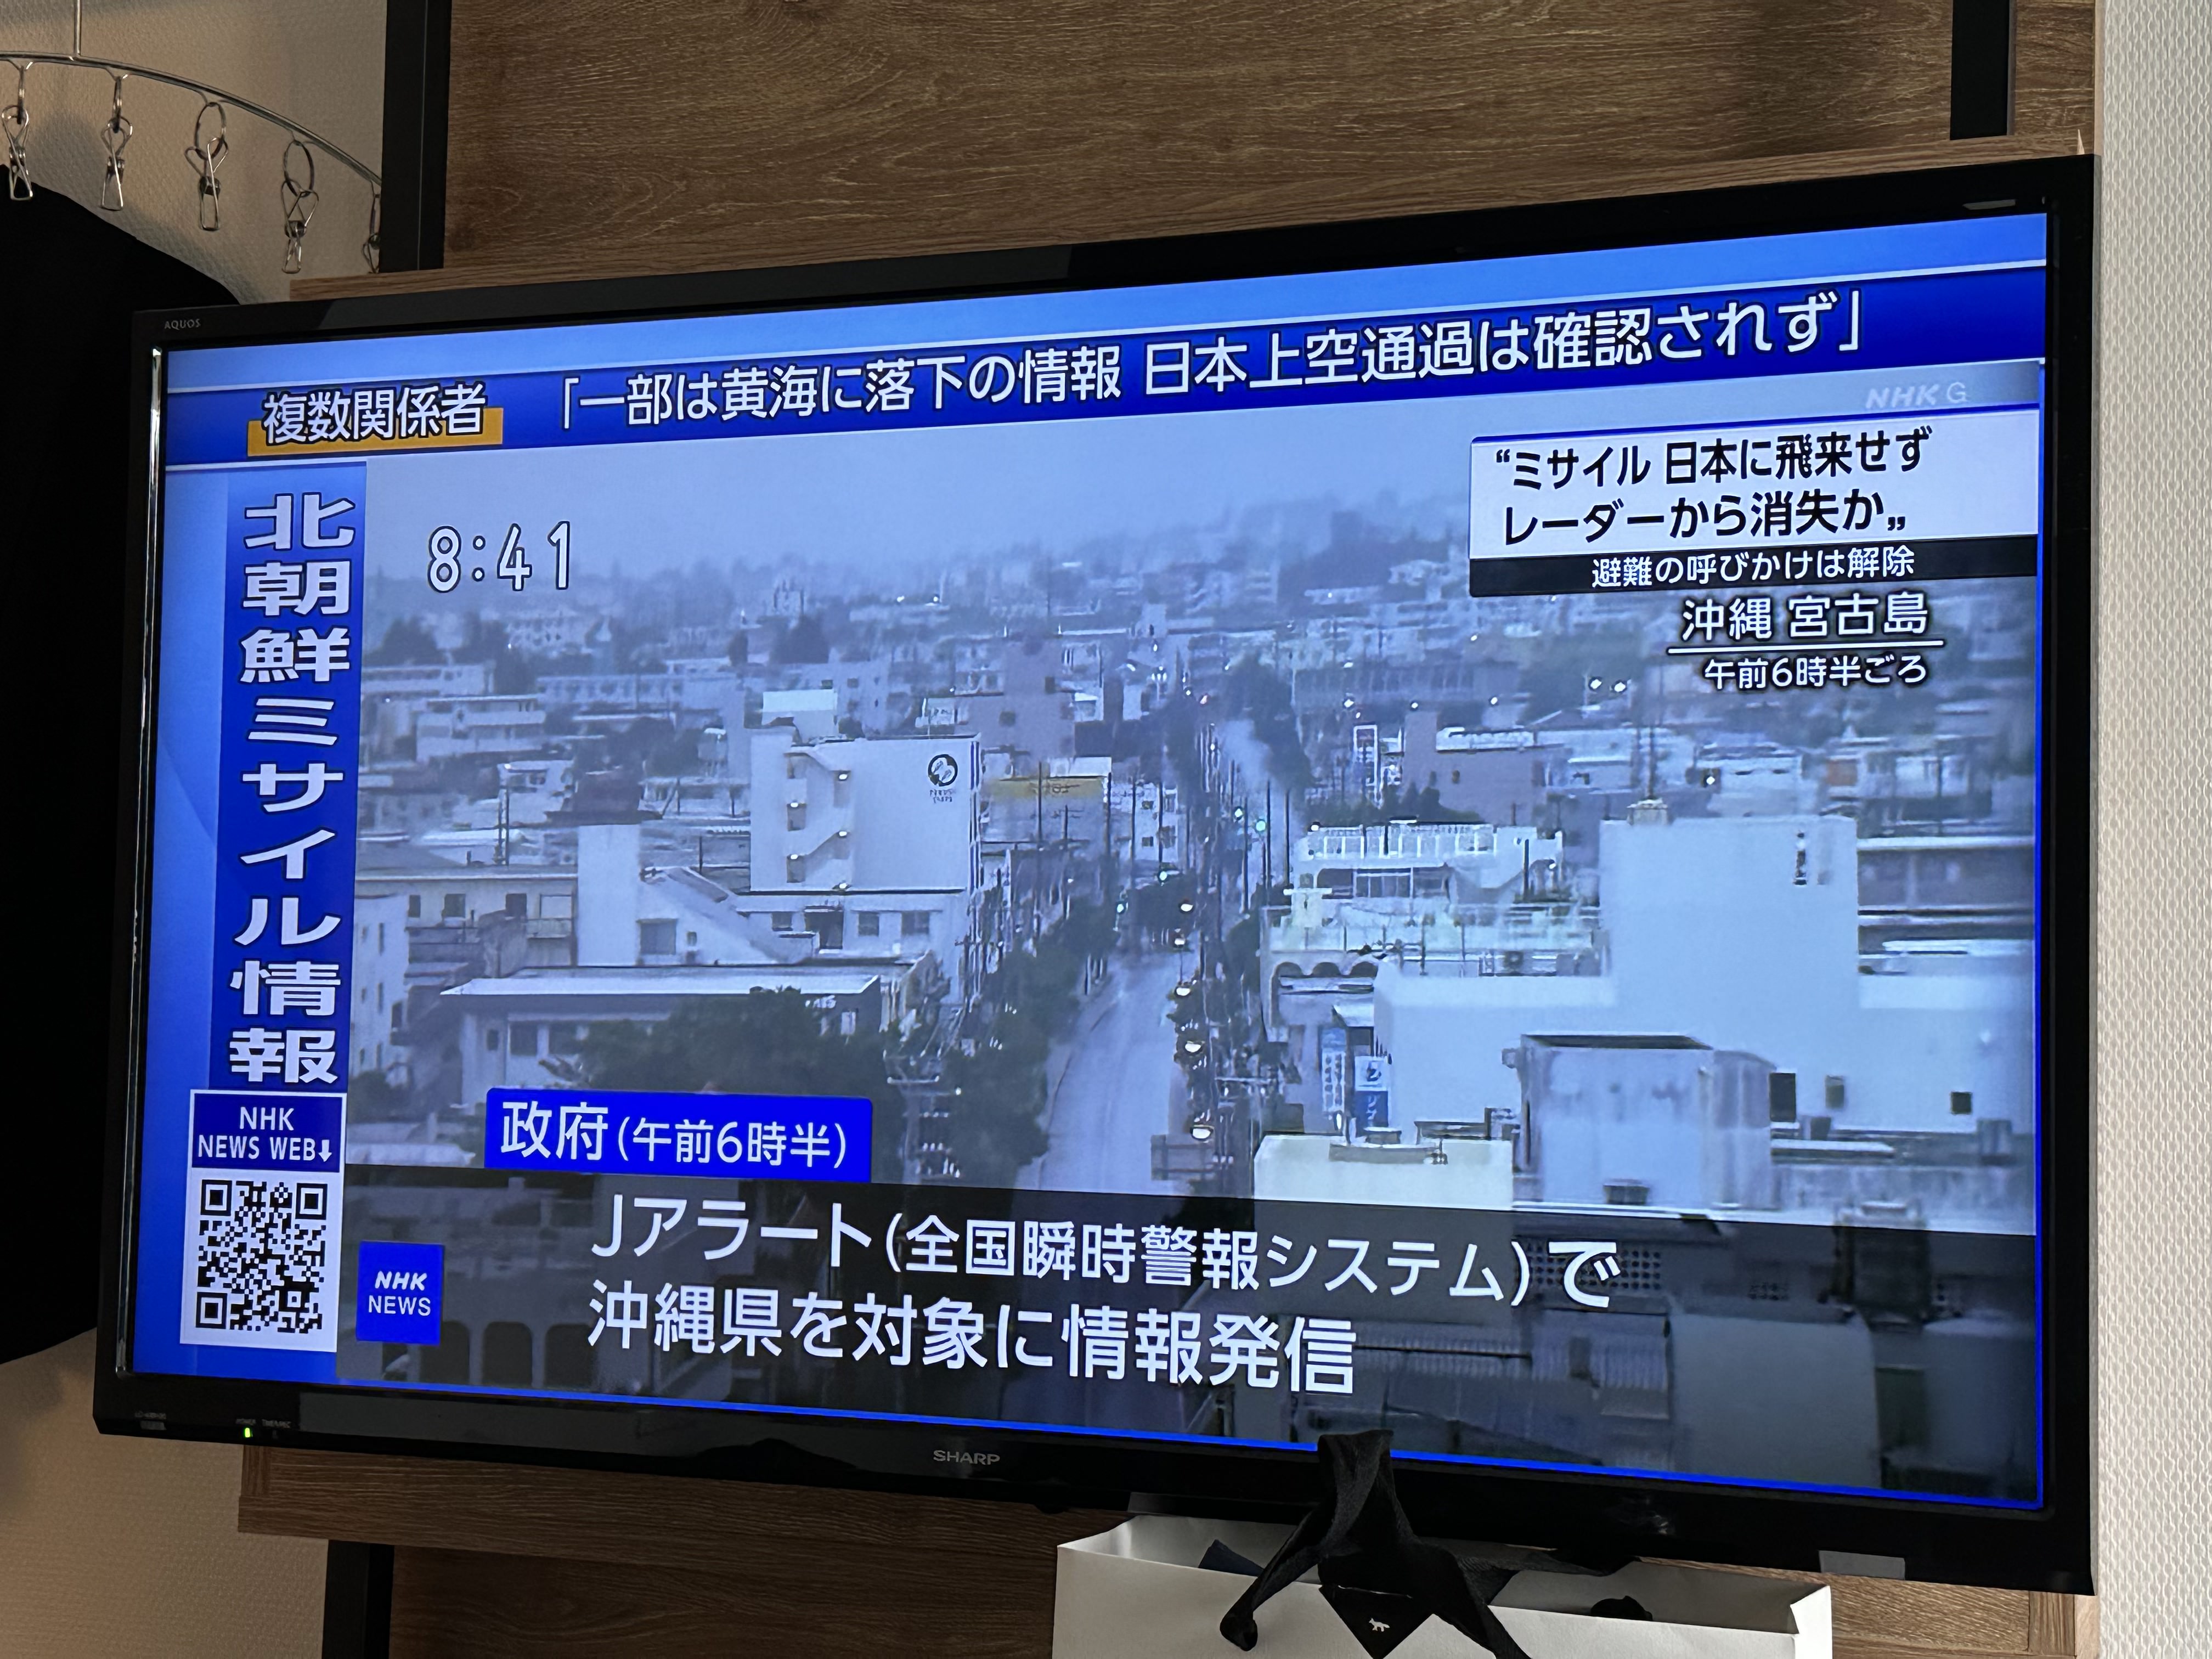 AQUOS
複数関係者 「一部は黄海に落下の情報 日本上空通過は確認されず」
NHK G
“ミサイル 日本に飛来せず
レーダーから消失か„
避難の呼びかけは解除
沖縄 宮古島
午前6時半ごろ
8:41
北朝鮮ミサイル情報
NHK
NEWS WEB⬇
政府(午前6時半)
Jアラート(全国瞬時警報システム)で
沖縄県を対象に情報発信
NHK
NEWS
SHARP